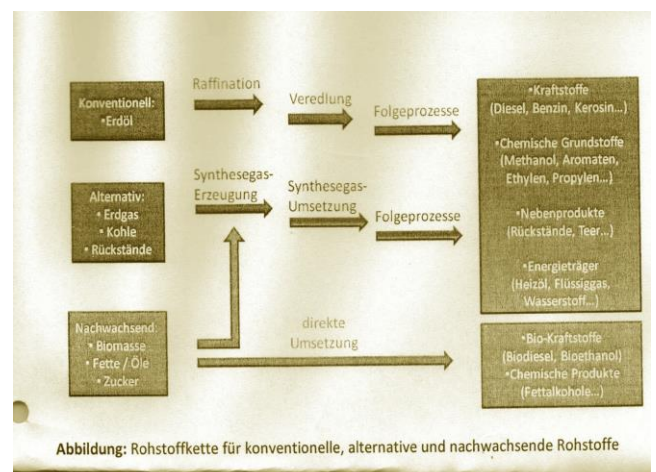 Konventionell:
•Erdöl
Raffination
Veredlung
Folgeprozesse
•Kraftstoffe
(Diesel, Benzin, Kerosin...)
•Chemische Grundstoffe
(Methanol, Aromaten,
Ethylen, Propylen...)
•Nebenprodukte
(Rückstände, Teer...)
•Energieträger
(Heizöl, Flüssiggas,
Wasserstoff...)
Alternativ:
•Erdgas
•Kohle
•Rückstände
Synthesegas-
Erzeugung
Synthesegas-
Umsetzung
Folgeprozesse
Nachwachsend:
•Biomasse
•Fette / Öle
•Zucker
direkte
Umsetzung
•Bio-Kraftstoffe
(Biodiesel, Bioethanol)
•Chemische Produkte
(Fettalkohole...)
Abbildung: Rohstoffkette für konventionelle, alternative und nachwachsende Rohstoffe